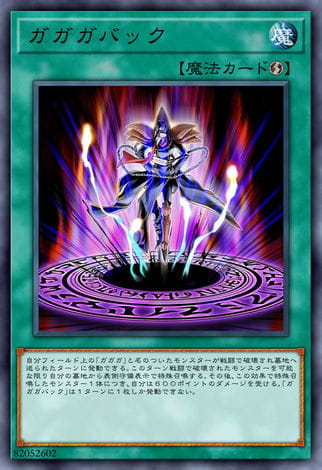 ガガガバック
魔
【魔法カード】
自分フィールド上の「ガガガ」と名のついたモンスターが戦闘で破壊され墓地へ
送られたターンに発動できる。このターン戦闘で破壊されたモンスターを可能
な限り自分の墓地から表側守備表示で特殊召喚する。その後、この効果で特殊召
喚したモンスター1体につき、自分は600ポイントのダメージを受ける。「ガ
ガガバック」は1ターンに1枚しか発動できない。
82052602